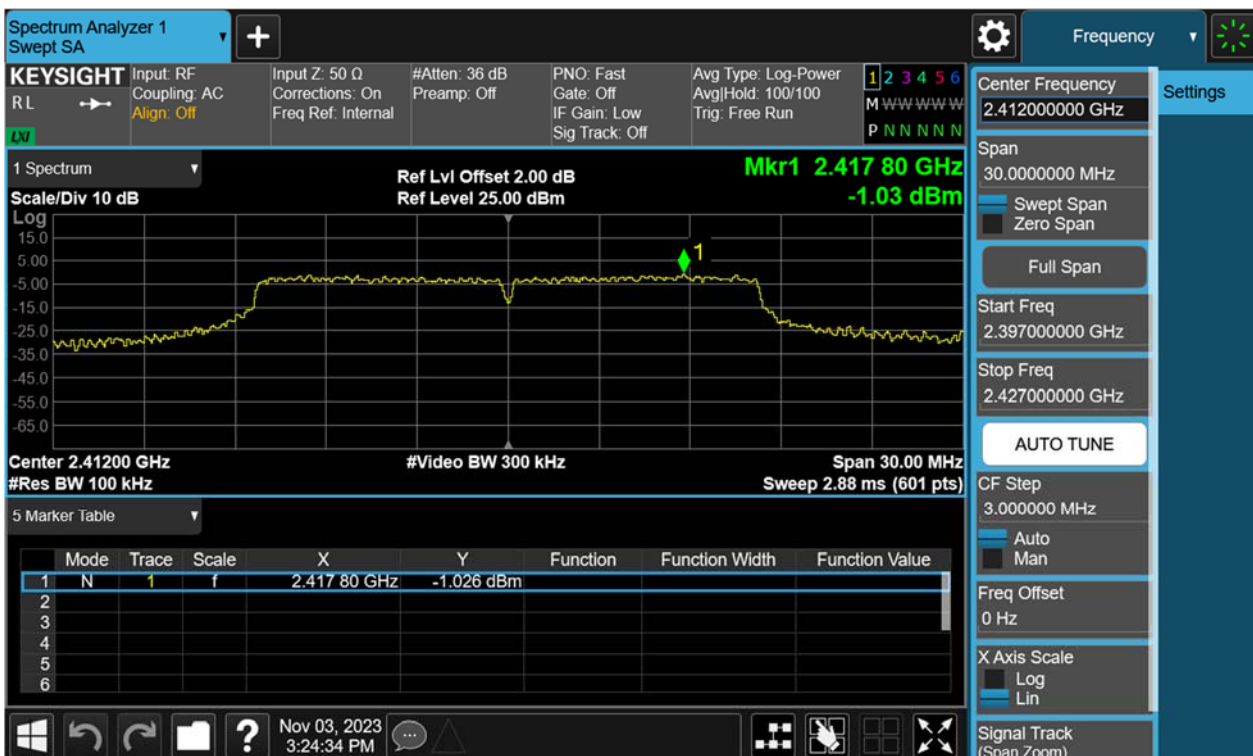 Spectrum Analyzer 1
Swept SA
+
Frequency
KEYSIGHT
R L
LXI
Input: RF
Coupling: AC
Align: Off
Input Z: 50 Ω
Corrections: On
Freq Ref: Internal
#Atten: 36 dB
Preamp: Off
PNO: Fast
Gate: Off
IF Gain: Low
Sig Track: Off
Avg Type: Log-Power
Avg|Hold: 100/100
Trig: Free Run
1 2 3 4 5 6
M W W W W W
P N N N N N
1 Spectrum
Scale/Div 10 dB
Ref Lvl Offset 2.00 dB
Ref Level 25.00 dBm
Mkr1 2.417 80 GHz
-1.03 dBm
Log
15.0
5.00
-5.00
-15.0
-25.0
-35.0
-45.0
-55.0
-65.0
1
Center 2.41200 GHz
#Res BW 100 kHz
#Video BW 300 kHz
Span 30.00 MHz
Sweep 2.88 ms (601 pts)
5 Marker Table
Mode Trace Scale X Y Function Function Width Function Value
1 N 1 f 2.417 80 GHz -1.026 dBm
2
3
4
5
6
?
Nov 03, 2023
3:24:34 PM
Center Frequency
2.412000000 GHz
Settings
Span
30.0000000 MHz
Swept Span
Zero Span
Full Span
Start Freq
2.397000000 GHz
Stop Freq
2.427000000 GHz
AUTO TUNE
CF Step
3.000000 MHz
Auto
Man
Freq Offset
0 Hz
X Axis Scale
Log
Lin
Signal Track
(Span Zoom)